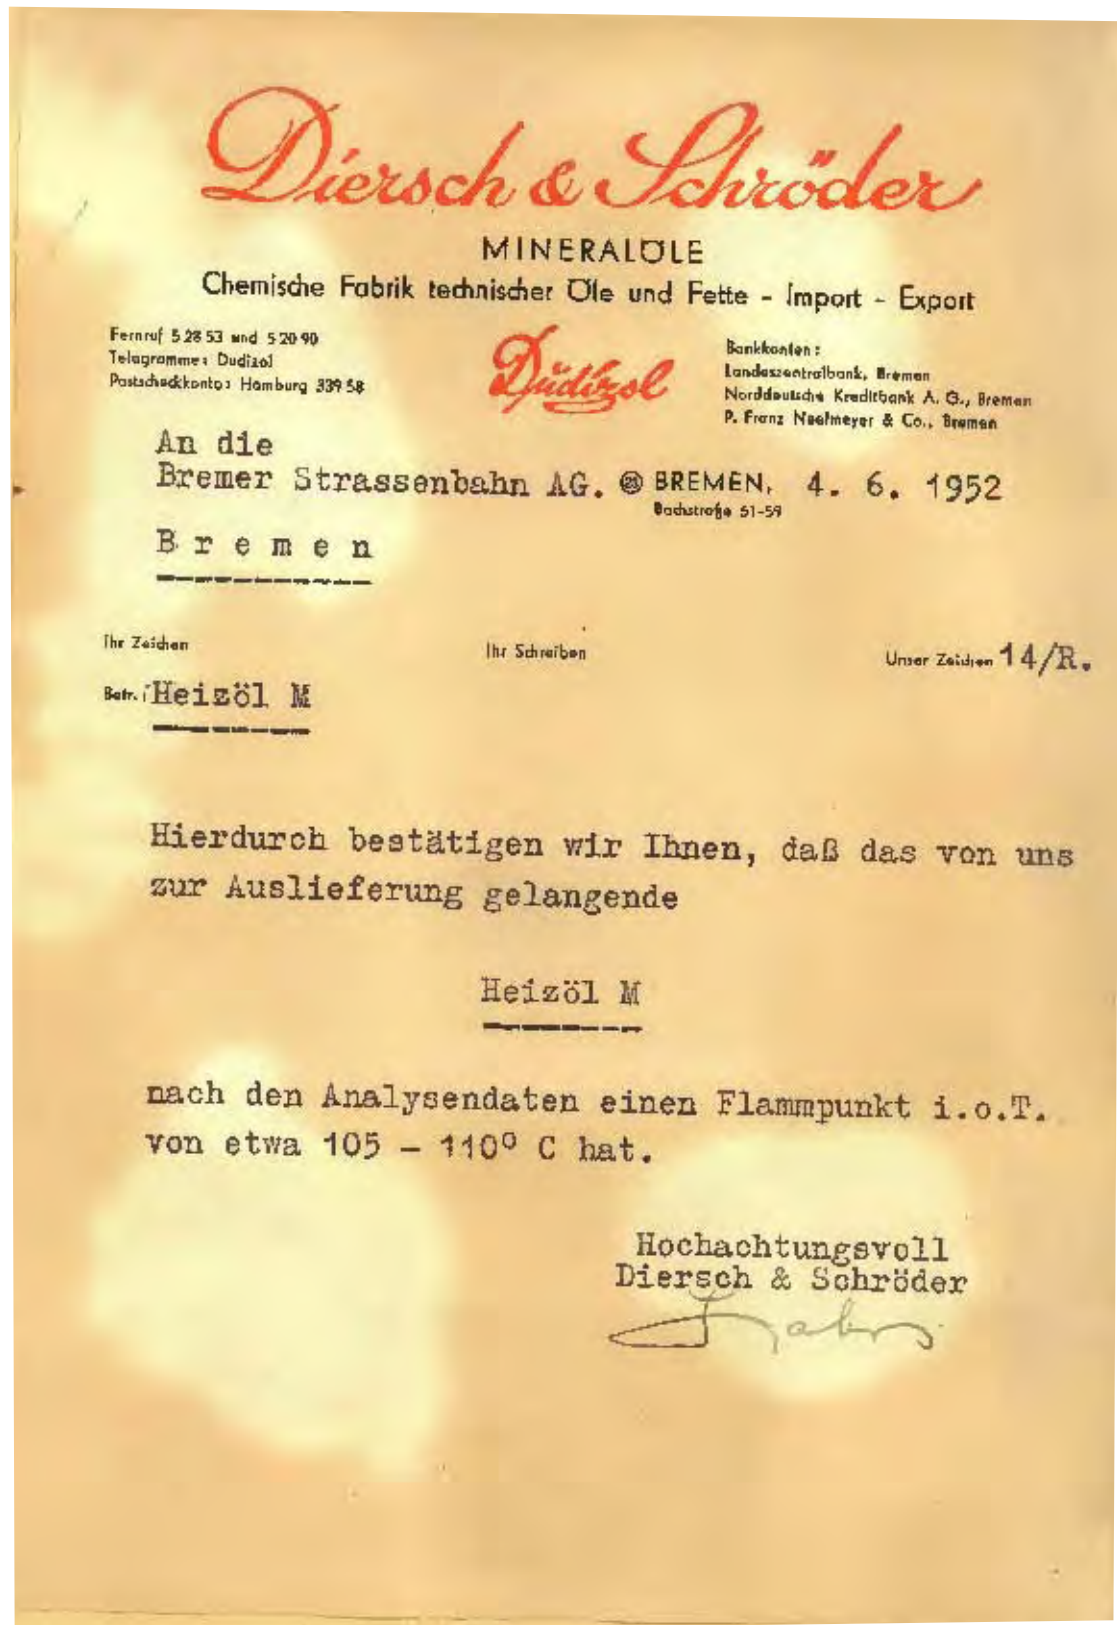 Diersch & Schröder
MINERALÖLE
Chemische Fabrik technischer Öle und Fette - Import - Export
Fernruf 5 28 53 und 5 20 90
Telegramme: Dudizol
Postscheckkonto: Hamburg 339 58
Düdizol
Bankkonten:
Landeszentralbank, Bremen
Norddeutsche Kreditbank A. G., Bremen
P. Franz Neelmeyer & Co., Bremen
An die
Bremer Strassenbahn AG.
(23) BREMEN, 4. 6. 1952
Bachstraße 51-59
B r e m e n
Ihr Zeichen Ihr Schreiben Unser Zeichen 14/R.
Betr.: Heizöl M
Hierdurch bestätigen wir Ihnen, daß das von uns
zur Auslieferung gelangende
Heizöl M
nach den Analysendaten einen Flammpunkt i.o.T.
von etwa 105 - 110º C hat.
Hochachtungsvoll
Diersch & Schröder